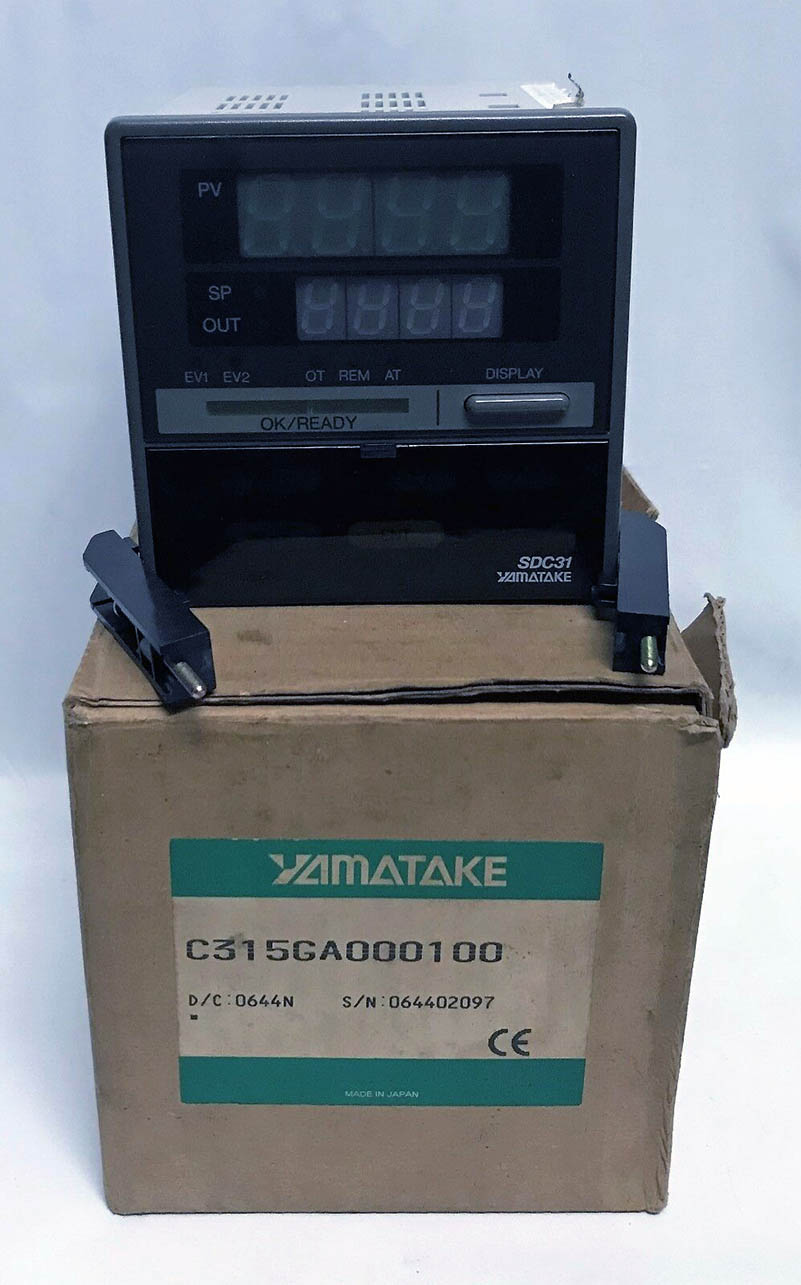 PV
SP
OUT
EV1 EV2 OT REM AT DISPLAY
OK/READY
SDC31
YAMATAKE
YAMATAKE
C315GA000100
D/C:0644N S/N:064402097
CE
MADE IN JAPAN